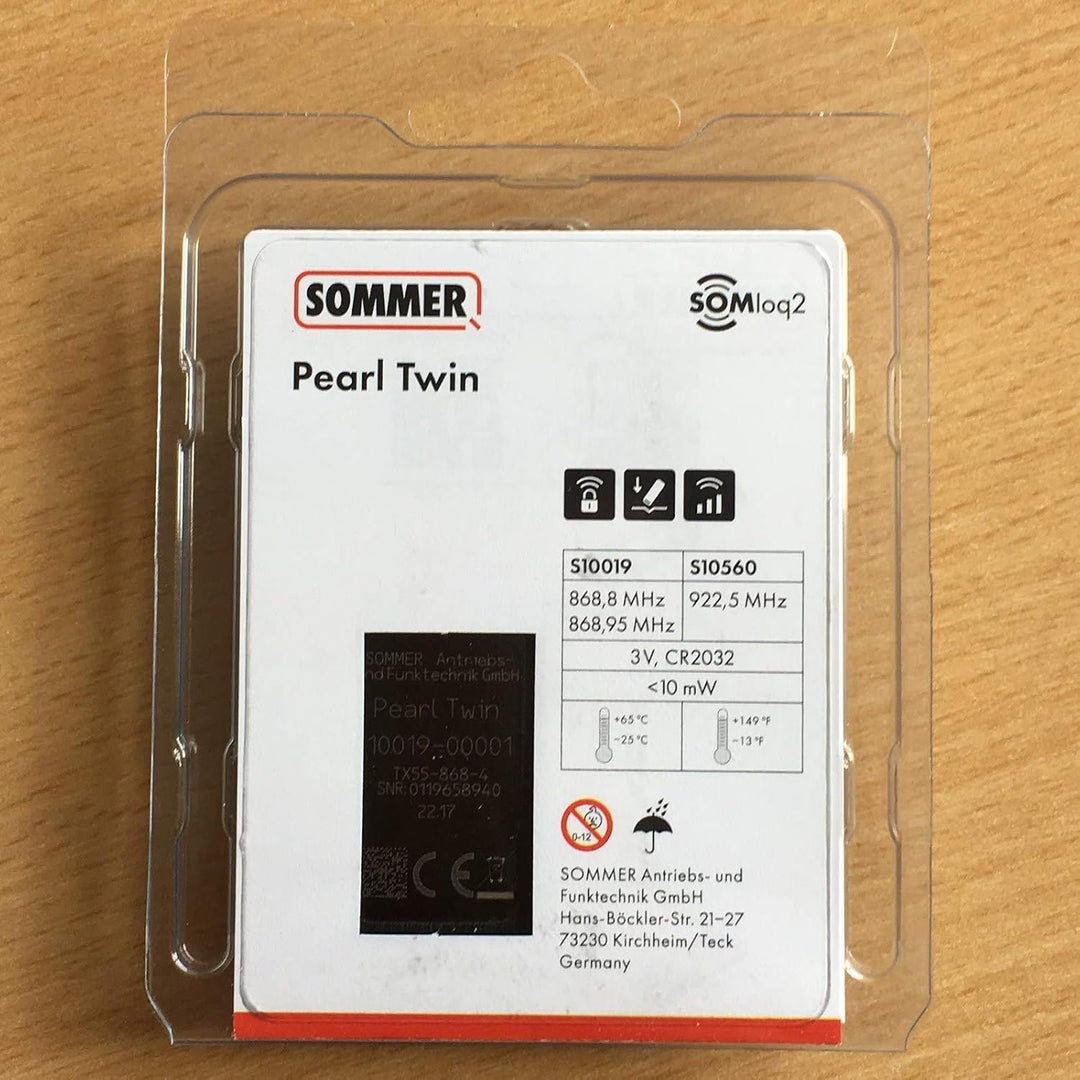 SOMMER
SOMloq2
Pearl Twin
S10019 S10560
868,8 MHz 922,5 MHz
868,95 MHz
3V, CR2032
<10 mW
+65 °C +149 °F
-25 °C -13 °F
0-12
SOMMER Antriebs- und
Funktechnik GmbH
Hans-Böckler-Str. 21-27
73230 Kirchheim/Teck
Germany
SOMMER Antriebs-
nd Funktechnik GmbH
Pearl Twin
10019-00001
TX55-868-4
SNR:0119658940
22.17
CE